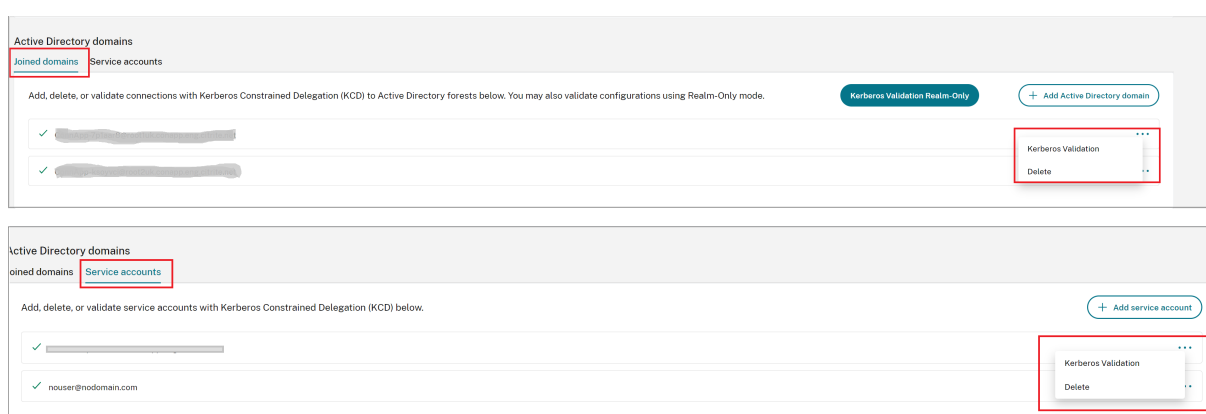 Active Directory domains
Joined domains Service accounts
Add, delete, or validate connections with Kerberos Constrained Delegation (KCD) to Active Directory forests below. You may also validate configurations using Realm-Only mode. Kerberos Validation Realm-Only + Add Active Directory domain
Kerberos Validation
Delete
Active Directory domains
oined domains Service accounts
Add, delete, or validate service accounts with Kerberos Constrained Delegation (KCD) below. + Add service account
Kerberos Validation
nouser@nodomain.com Delete